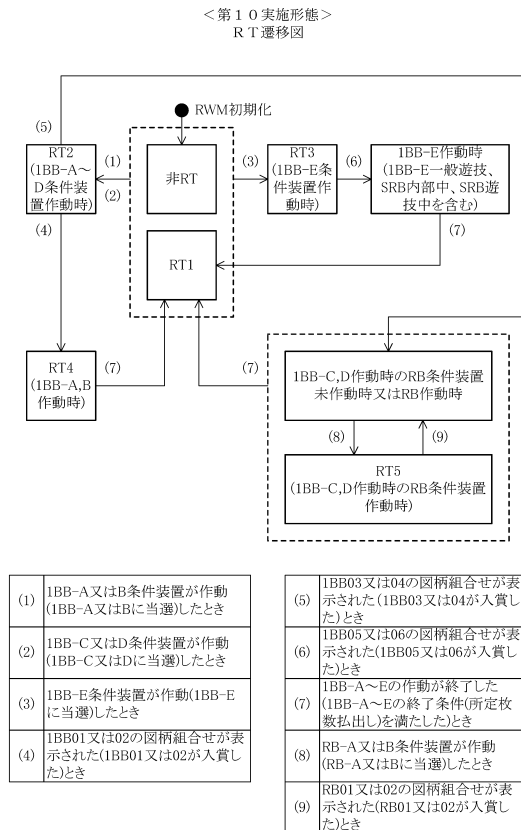 ＜第１０実施形態＞
ＲＴ遷移図
RWM初期化
(5)
RT2
(1BB-A～
D条件装
置作動時)
(1)
(2)
非RT
(3)
RT3
(1BB-E条
件装置作
動時)
(6)
1BB-E作動時
(1BB-E一般遊技、
SRB内部中、SRB遊
技中を含む)
(4)
RT1
(7)
RT4
(1BB-A,B
作動時)
(7)
(7)
1BB-C,D作動時のRB条件装置
未作動時又はRB作動時
(8)
(9)
RT5
(1BB-C,D作動時のRB条件装置
作動時)
(1) 1BB-A又はB条件装置が作動
(1BB-A又はBに当選)したとき
(2) 1BB-C又はD条件装置が作動
(1BB-C又はDに当選)したとき
(3) 1BB-E条件装置が作動(1BB-E
に当選)したとき
(4) 1BB01又は02の図柄組合せが表
示された(1BB01又は02が入賞し
た)とき
(5) 1BB03又は04の図柄組合せが表
示された(1BB03又は04が入賞し
た)とき
(6) 1BB05又は06の図柄組合せが表
示された(1BB05又は06が入賞し
た)とき
(7) 1BB-A～Eの作動が終了した
(1BB-A～Eの終了条件(所定枚
数払出し)を満たした)とき
(8) RB-A又はB条件装置が作動
(RB-A又はBに当選)したとき
(9) RB01又は02の図柄組合せが表
示された(RB01又は02が入賞し
た)とき